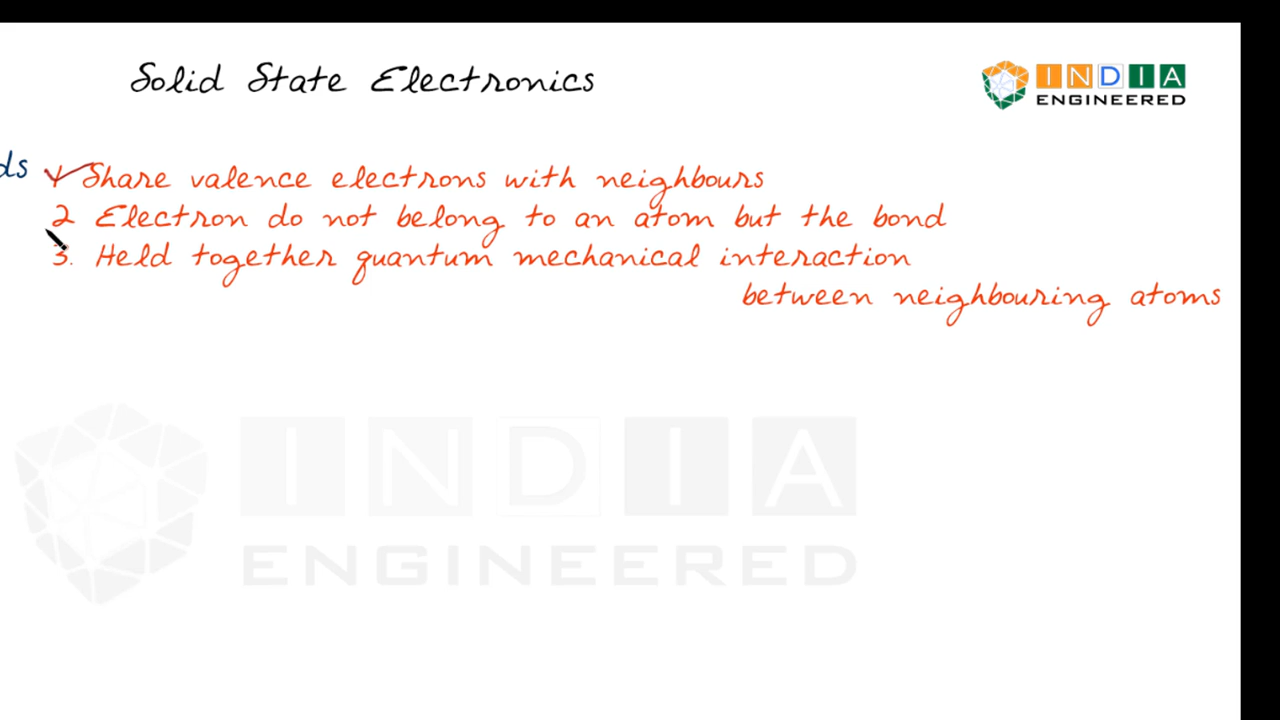 Solid State Electronics
INDIA
ENGINEERED
ds
1 Share valence electrons with neighbours
2 Electron do not belong to an atom but the bond
3. Held together quantum mechanical interaction
between neighbouring atoms
INDIA
ENGINEERED